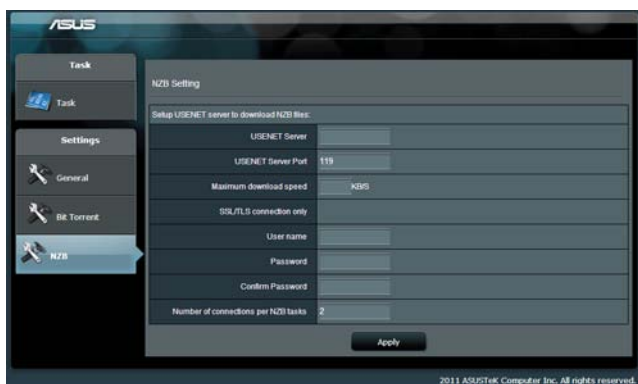 ASUS
Task
Task
Settings
General
Bit Torrent
NZB
NZB Setting
Setup USENET server to download NZB files:
USENET Server
USENET Server Port 119
Maximum download speed KB/S
SSL/TLS connection only
User name
Password
Confirm Password
Number of connections per NZB tasks 2
Apply
2011 ASUSTeK Computer Inc. All rights reserved.